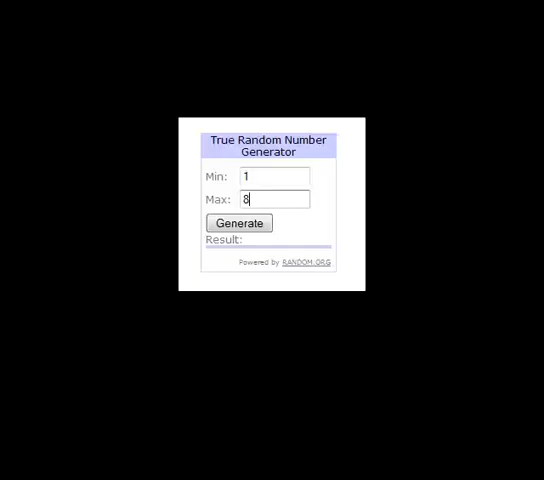 True Random Number
Generator
Min: 1
Max: 8
Generate
Result:
Powered by RANDOM.ORG